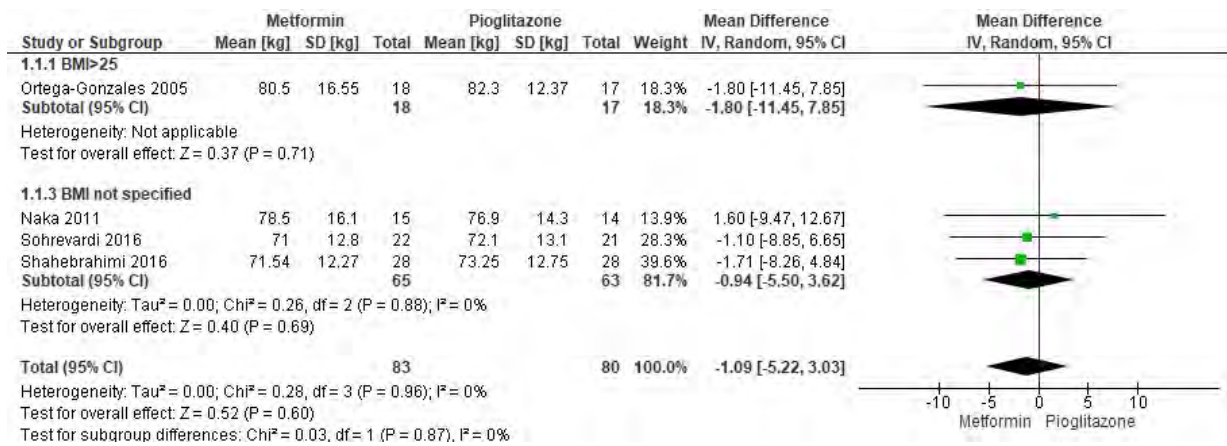 Metformin Pioglitazone Mean Difference Mean Difference
Study or Subgroup Mean [kg] SD [kg] Total Mean [kg] SD [kg] Total Weight IV, Random, 95% CI IV, Random, 95% CI
1.1.1 BMI>25
Ortega-Gonzales 2005 80.5 16.55 18 82.3 12.37 17 18.3% -1.80 [-11.45, 7.85]
Subtotal (95% CI) 18 17 18.3% -1.80 [-11.45, 7.85]
Heterogeneity: Not applicable
Test for overall effect: Z = 0.37 (P = 0.71)
1.1.3 BMI not specified
Naka 2011 78.5 16.1 15 76.9 14.3 14 13.9% 1.60 [-9.47, 12.67]
Sohrevardi 2016 71 12.8 22 72.1 13.1 21 28.3% -1.10 [-8.85, 6.65]
Shahebrahimi 2016 71.54 12.27 28 73.25 12.75 28 39.6% -1.71 [-8.26, 4.84]
Subtotal (95% CI) 65 63 81.7% -0.94 [-5.50, 3.62]
Heterogeneity: Tau² = 0.00; Chi² = 0.26, df = 2 (P = 0.88); I² = 0%
Test for overall effect: Z = 0.40 (P = 0.69)
Total (95% CI) 83 80 100.0% -1.09 [-5.22, 3.03]
Heterogeneity: Tau² = 0.00; Chi² = 0.28, df = 3 (P = 0.96); I² = 0%
Test for overall effect: Z = 0.52 (P = 0.60)
Test for subgroup differences: Chi² = 0.03, df = 1 (P = 0.87), I² = 0%
-10 -5 0 5 10
Metformin Pioglitazone